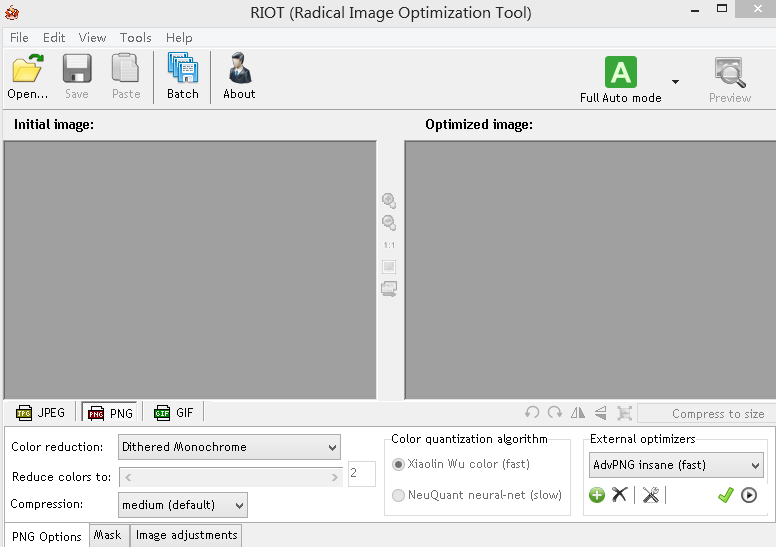 RIOT (Radical Image Optimization Tool)
File Edit View Tools Help
Open... Save Paste Batch About A Full Auto mode Preview
Initial image: Optimized image:
1:1
JPG JPEG PNG PNG GIF GIF Compress to size
Color reduction: Dithered Monochrome
Reduce colors to: 2
Compression: medium (default)
Color quantization algorithm
Xiaolin Wu color (fast)
NeuQuant neural-net (slow)
External optimizers
AdvPNG insane (fast)
PNG Options Mask Image adjustments